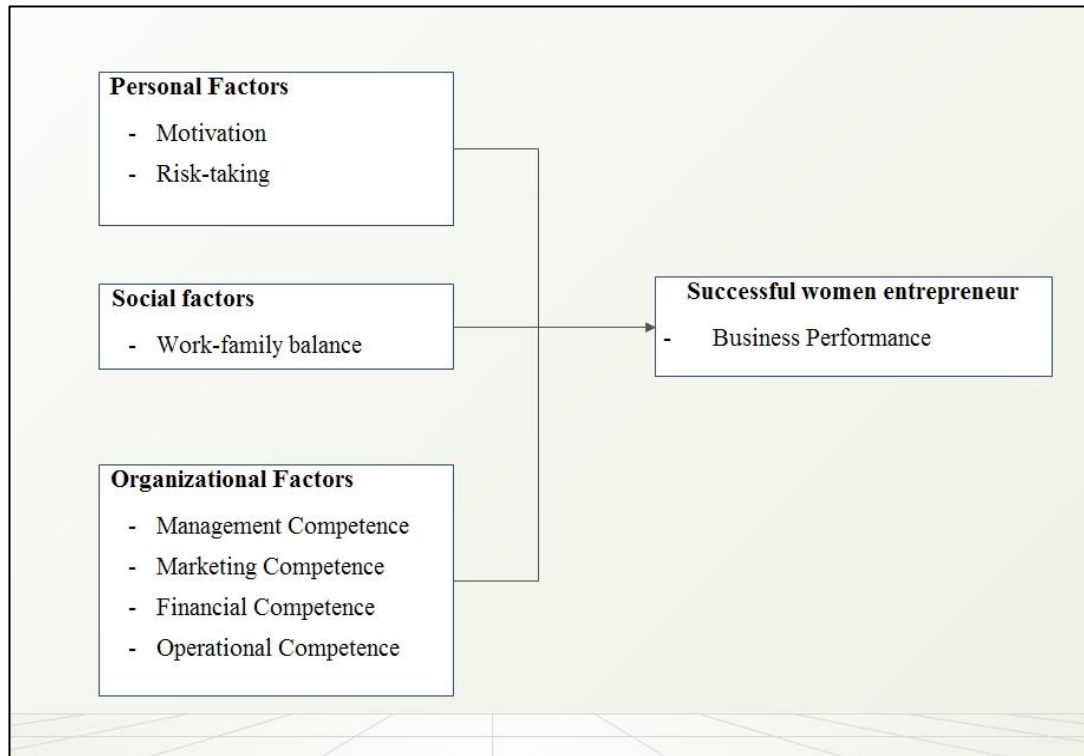 Personal Factors
- Motivation
- Risk-taking
Social factors
- Work-family balance
Organizational Factors
- Management Competence
- Marketing Competence
- Financial Competence
- Operational Competence
Successful women entrepreneur
- Business Performance